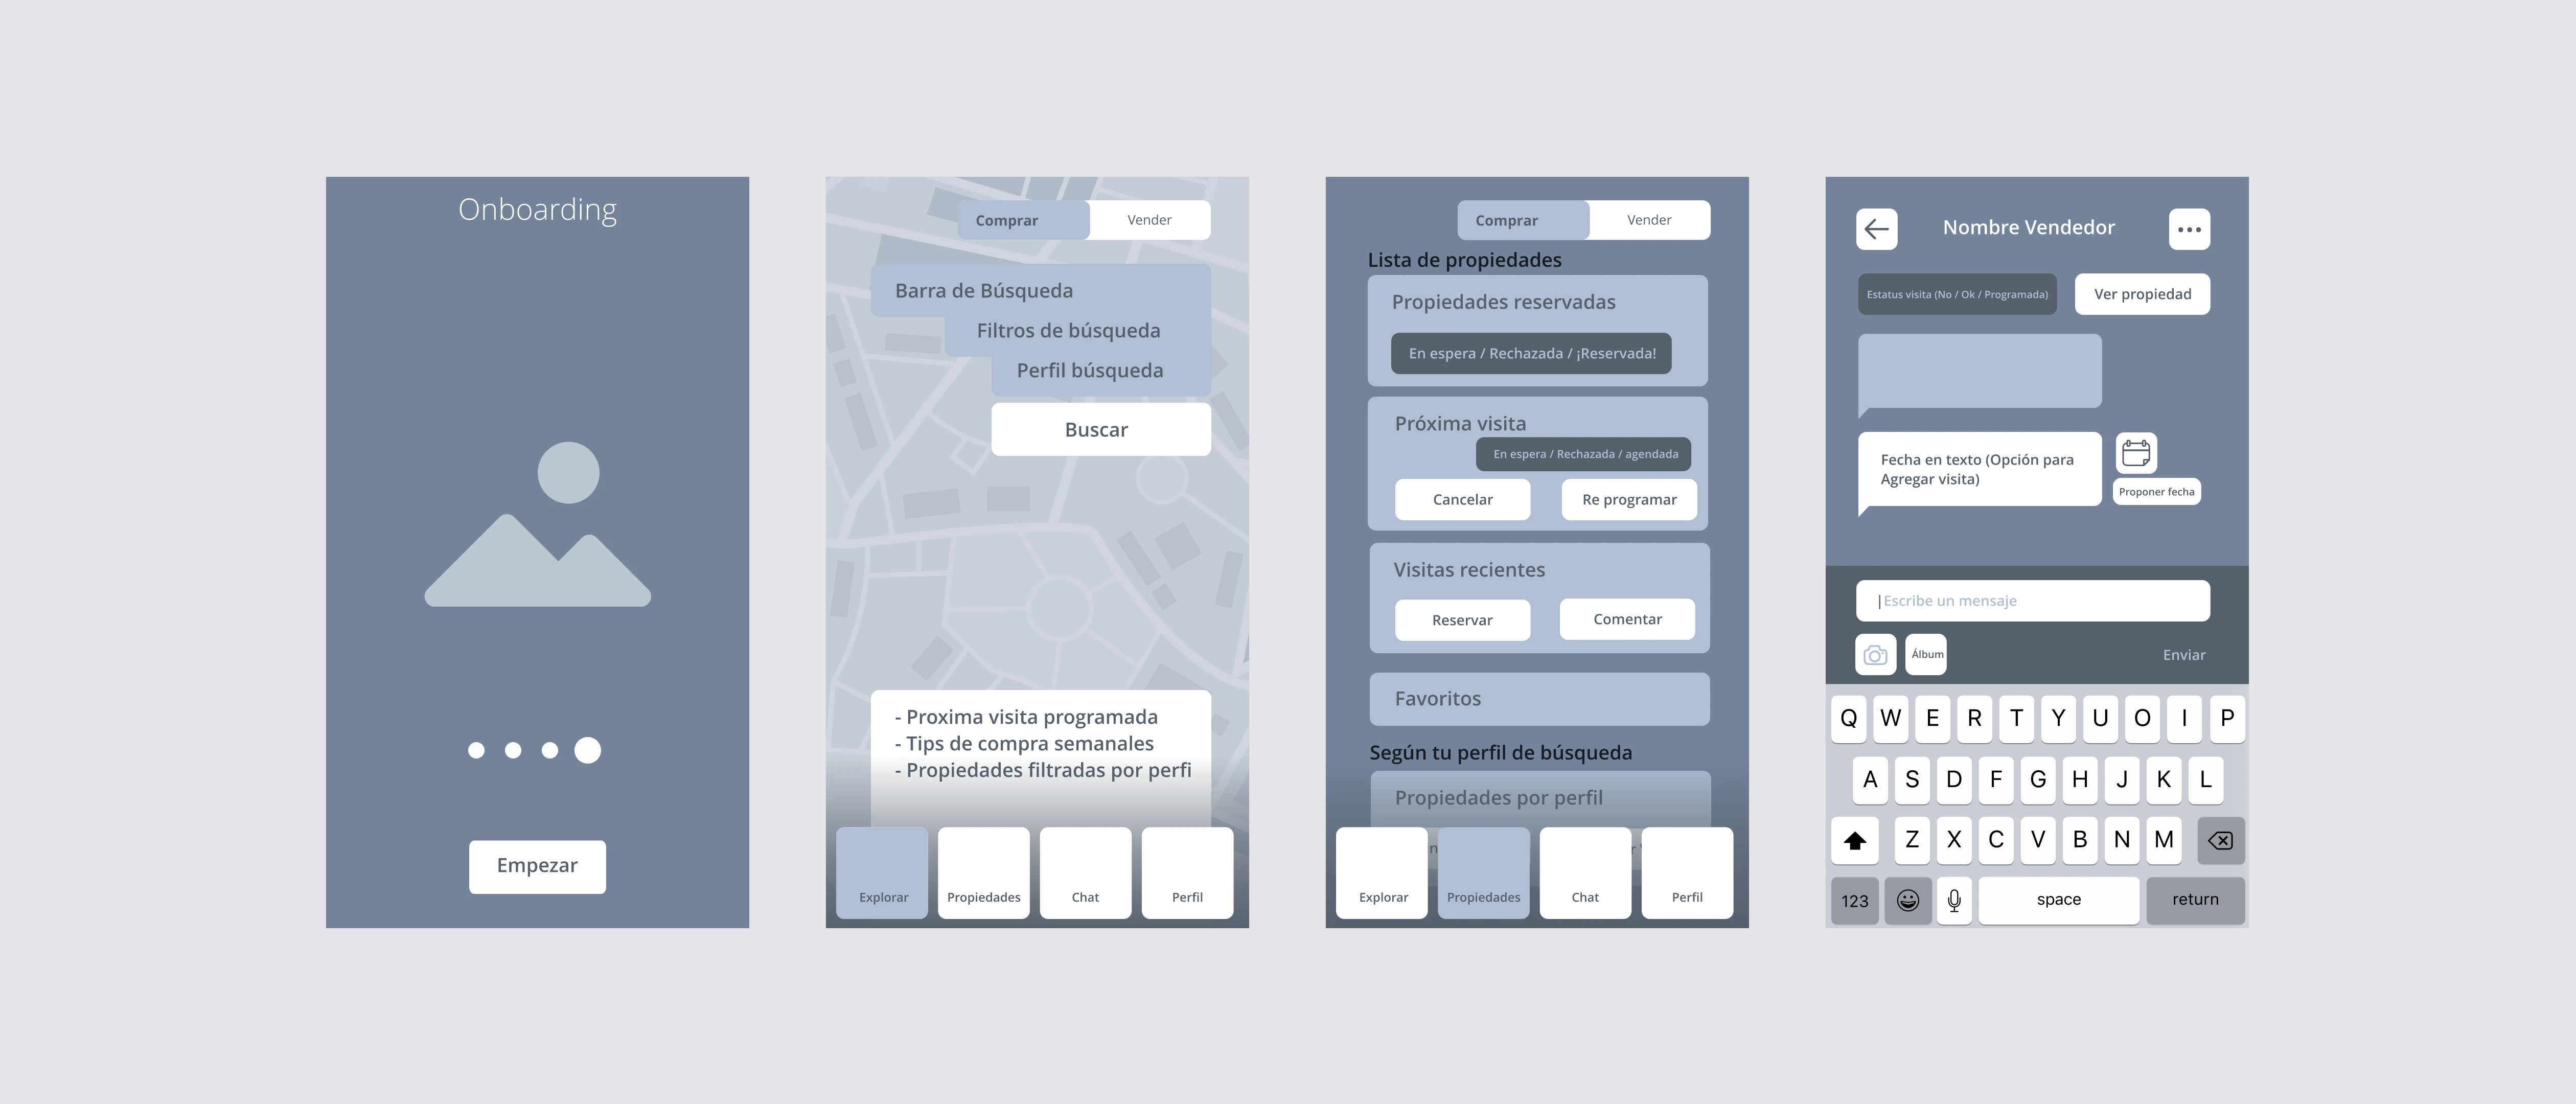 Onboarding
Empezar
Comprar
Vender
Barra de Búsqueda
Filtros de búsqueda
Perfil búsqueda
Buscar
- Proxima visita programada
- Tips de compra semanales
- Propiedades filtradas por perfi
Explorar
Propiedades
Chat
Perfil
Comprar
Vender
Lista de propiedades
Propiedades reservadas
En espera / Rechazada / ¡Reservada!
Próxima visita
En espera / Rechazada / agendada
Cancelar
Re programar
Visitas recientes
Reservar
Comentar
Favoritos
Según tu perfil de búsqueda
Propiedades por perfil
Explorar
Propiedades
Chat
Perfil
Nombre Vendedor
Estatus visita (No / Ok / Programada)
Ver propiedad
Fecha en texto (Opción para
Agregar visita)
Proponer fecha
Escribe un mensaje
Álbum
Enviar
Q W E R T Y U O I P
A S D F G H J K L
Z X C V B N M
123
space
return